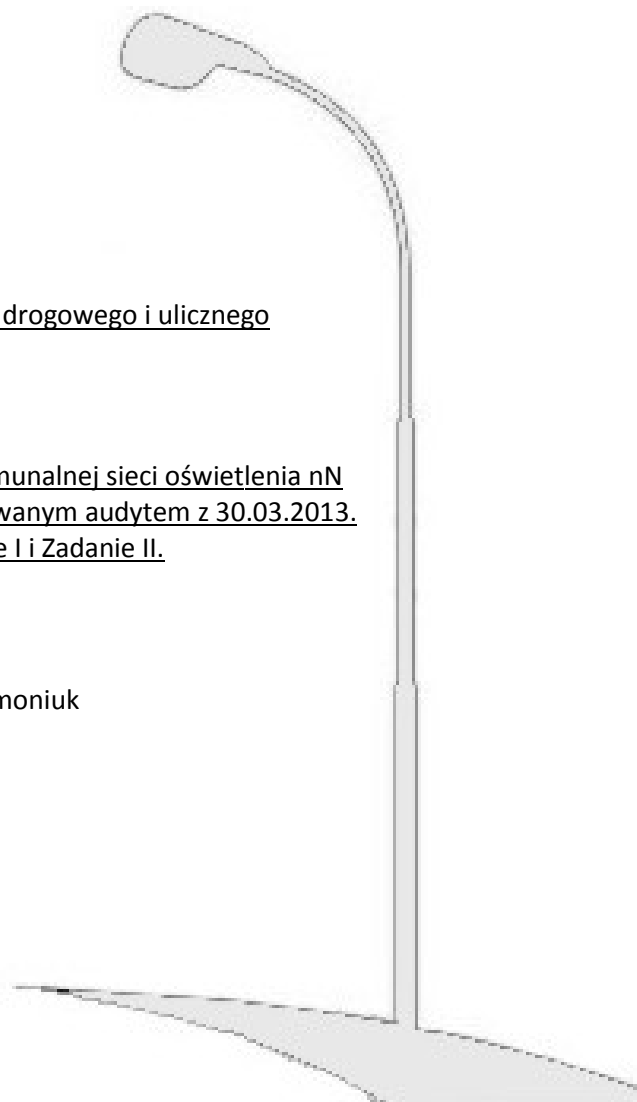 drogowego i ulicznego
munalnej sieci oświetlenia nN
wanym audytem z 30.03.2013.
e I i Zadanie II.
moniuk